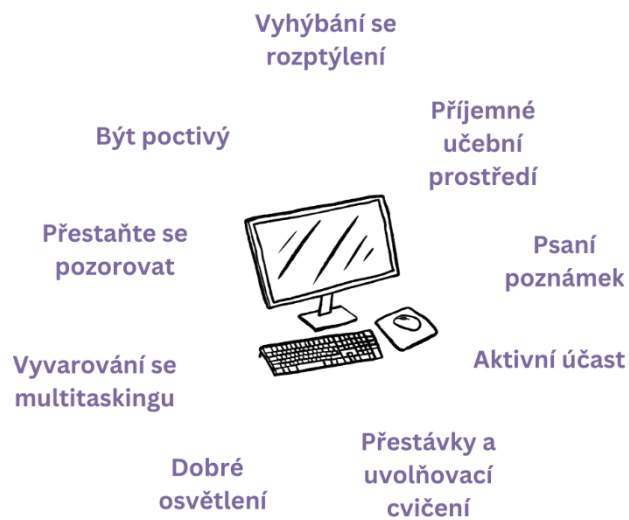 Vyhýbání se
rozptýlení
Být poctivý
Příjemné
učební
prostředí
Přestaňte se
pozorovat
Psaní
poznámek
Vyvarování se
multitaskingu
Aktivní účast
Dobré
osvětlení
Přestávky a
uvolňovací
cvičení